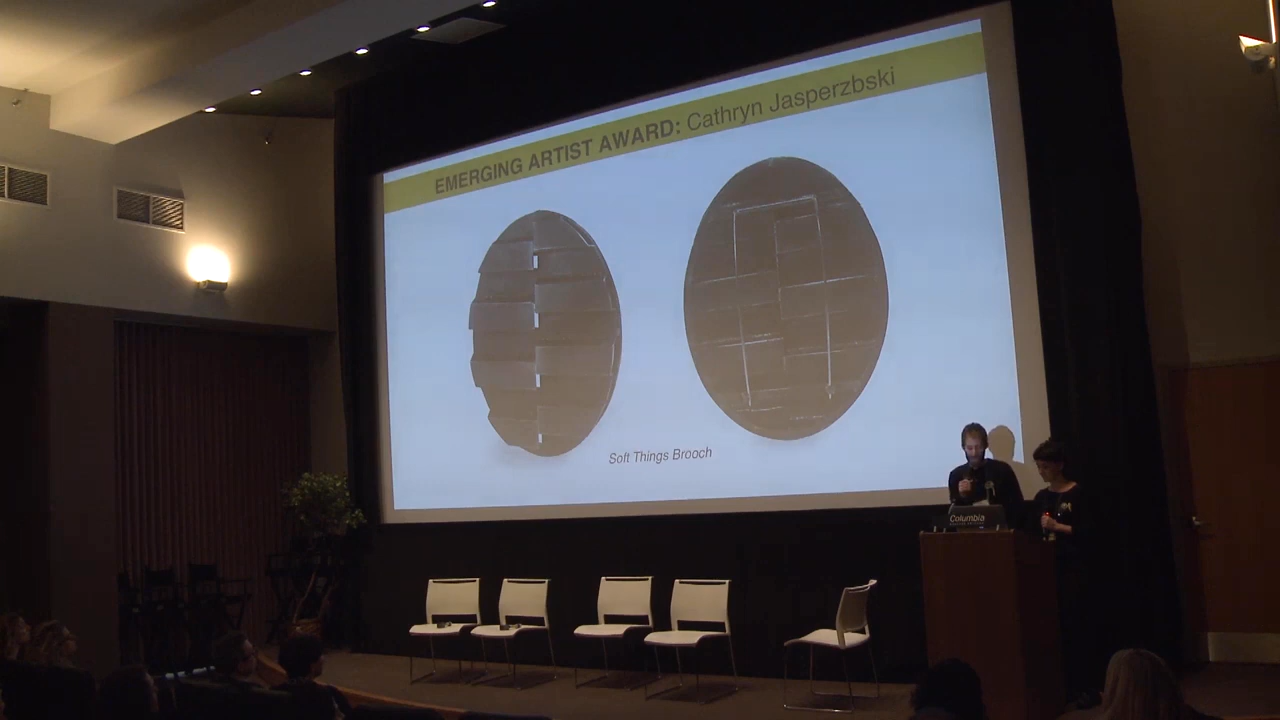 EMERGING ARTIST AWARD: Cathryn Jasperzbski
Soft Things Brooch
Columbia